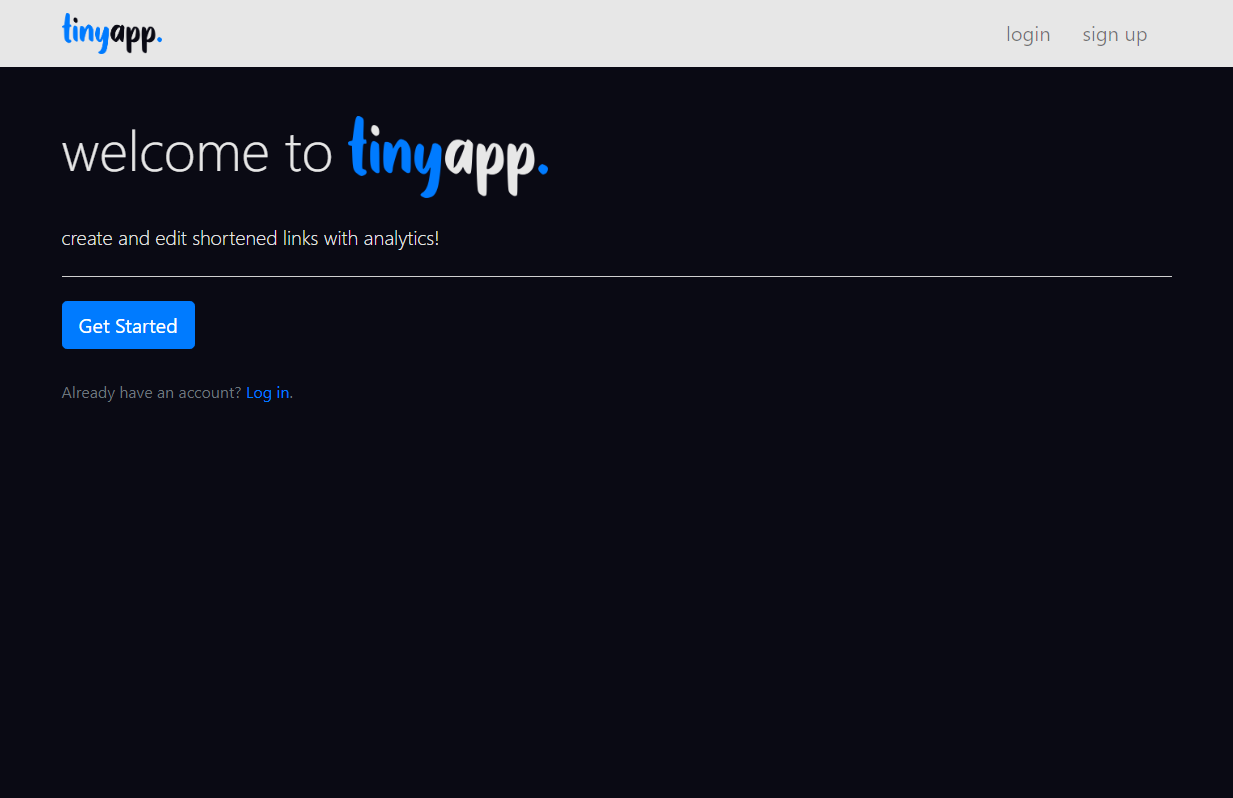 tinyapp. login sign up
welcome to tinyapp.
create and edit shortened links with analytics!
Get Started
Already have an account? Log in.